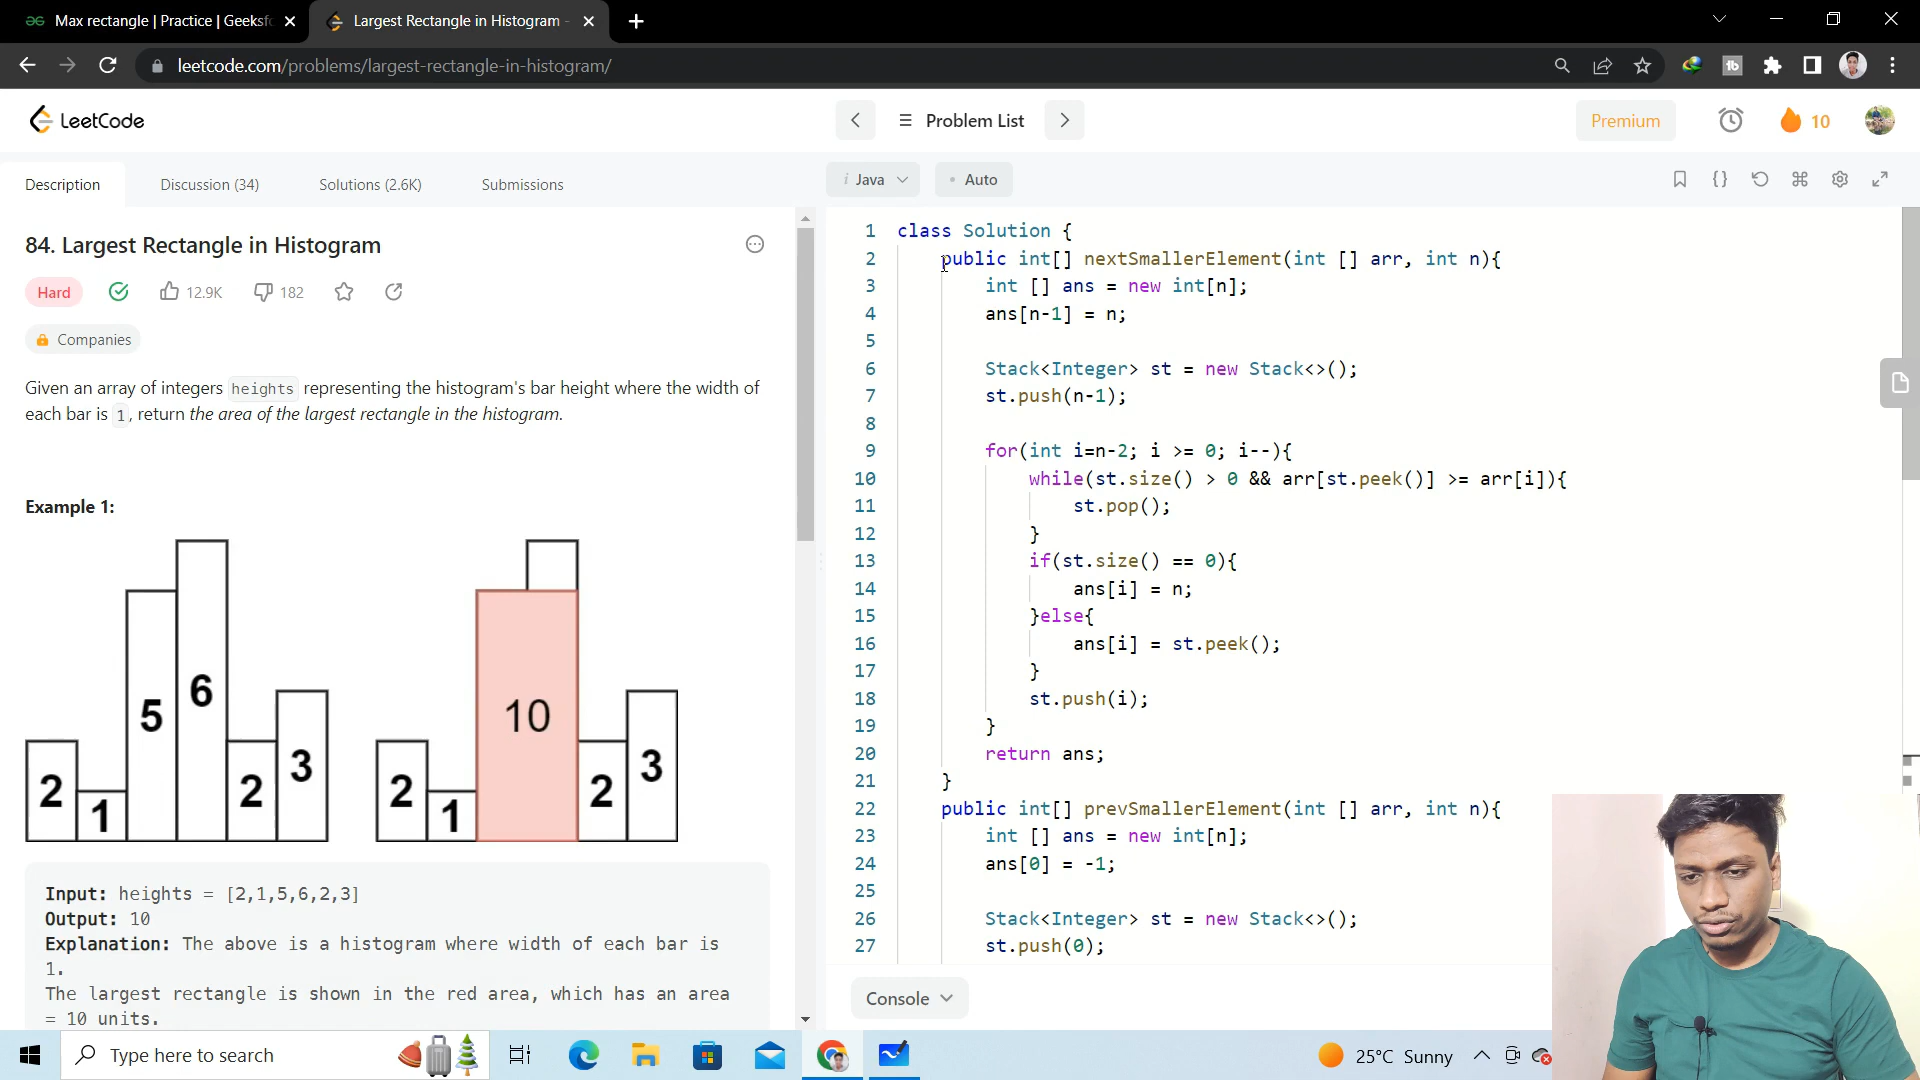 Max rectangle | Practice | Geeksfo
Largest Rectangle in Histogram -
leetcode.com/problems/largest-rectangle-in-histogram/
LeetCode
Problem List
Premium
10
Description
Discussion (34)
Solutions (2.6K)
Submissions
i Java
Auto
84. Largest Rectangle in Histogram
Hard
12.9K
182
Companies
Given an array of integers heights representing the histogram's bar height where the width of
each bar is 1, return the area of the largest rectangle in the histogram.
Example 1:
2
1
5
6
2
3
2
1
10
2
3
Input: heights = [2,1,5,6,2,3]
Output: 10
Explanation: The above is a histogram where width of each bar is
1.
The largest rectangle is shown in the red area, which has an area
= 10 units.
1 class Solution {
2 public int[] nextSmallerElement(int [] arr, int n){
3 int [] ans = new int[n];
4 ans[n-1] = n;
5
6 Stack<Integer> st = new Stack<>();
7 st.push(n-1);
8
9 for(int i=n-2; i >= 0; i--){
10 while(st.size() > 0 && arr[st.peek()] >= arr[i]){
11 st.pop();
12 }
13 if(st.size() == 0){
14 ans[i] = n;
15 }else{
16 ans[i] = st.peek();
17 }
18 st.push(i);
19 }
20 return ans;
21 }
22 public int[] prevSmallerElement(int [] arr, int n){
23 int [] ans = new int[n];
24 ans[0] = -1;
25
26 Stack<Integer> st = new Stack<>();
27 st.push(0);
Console
Type here to search
25°C Sunny